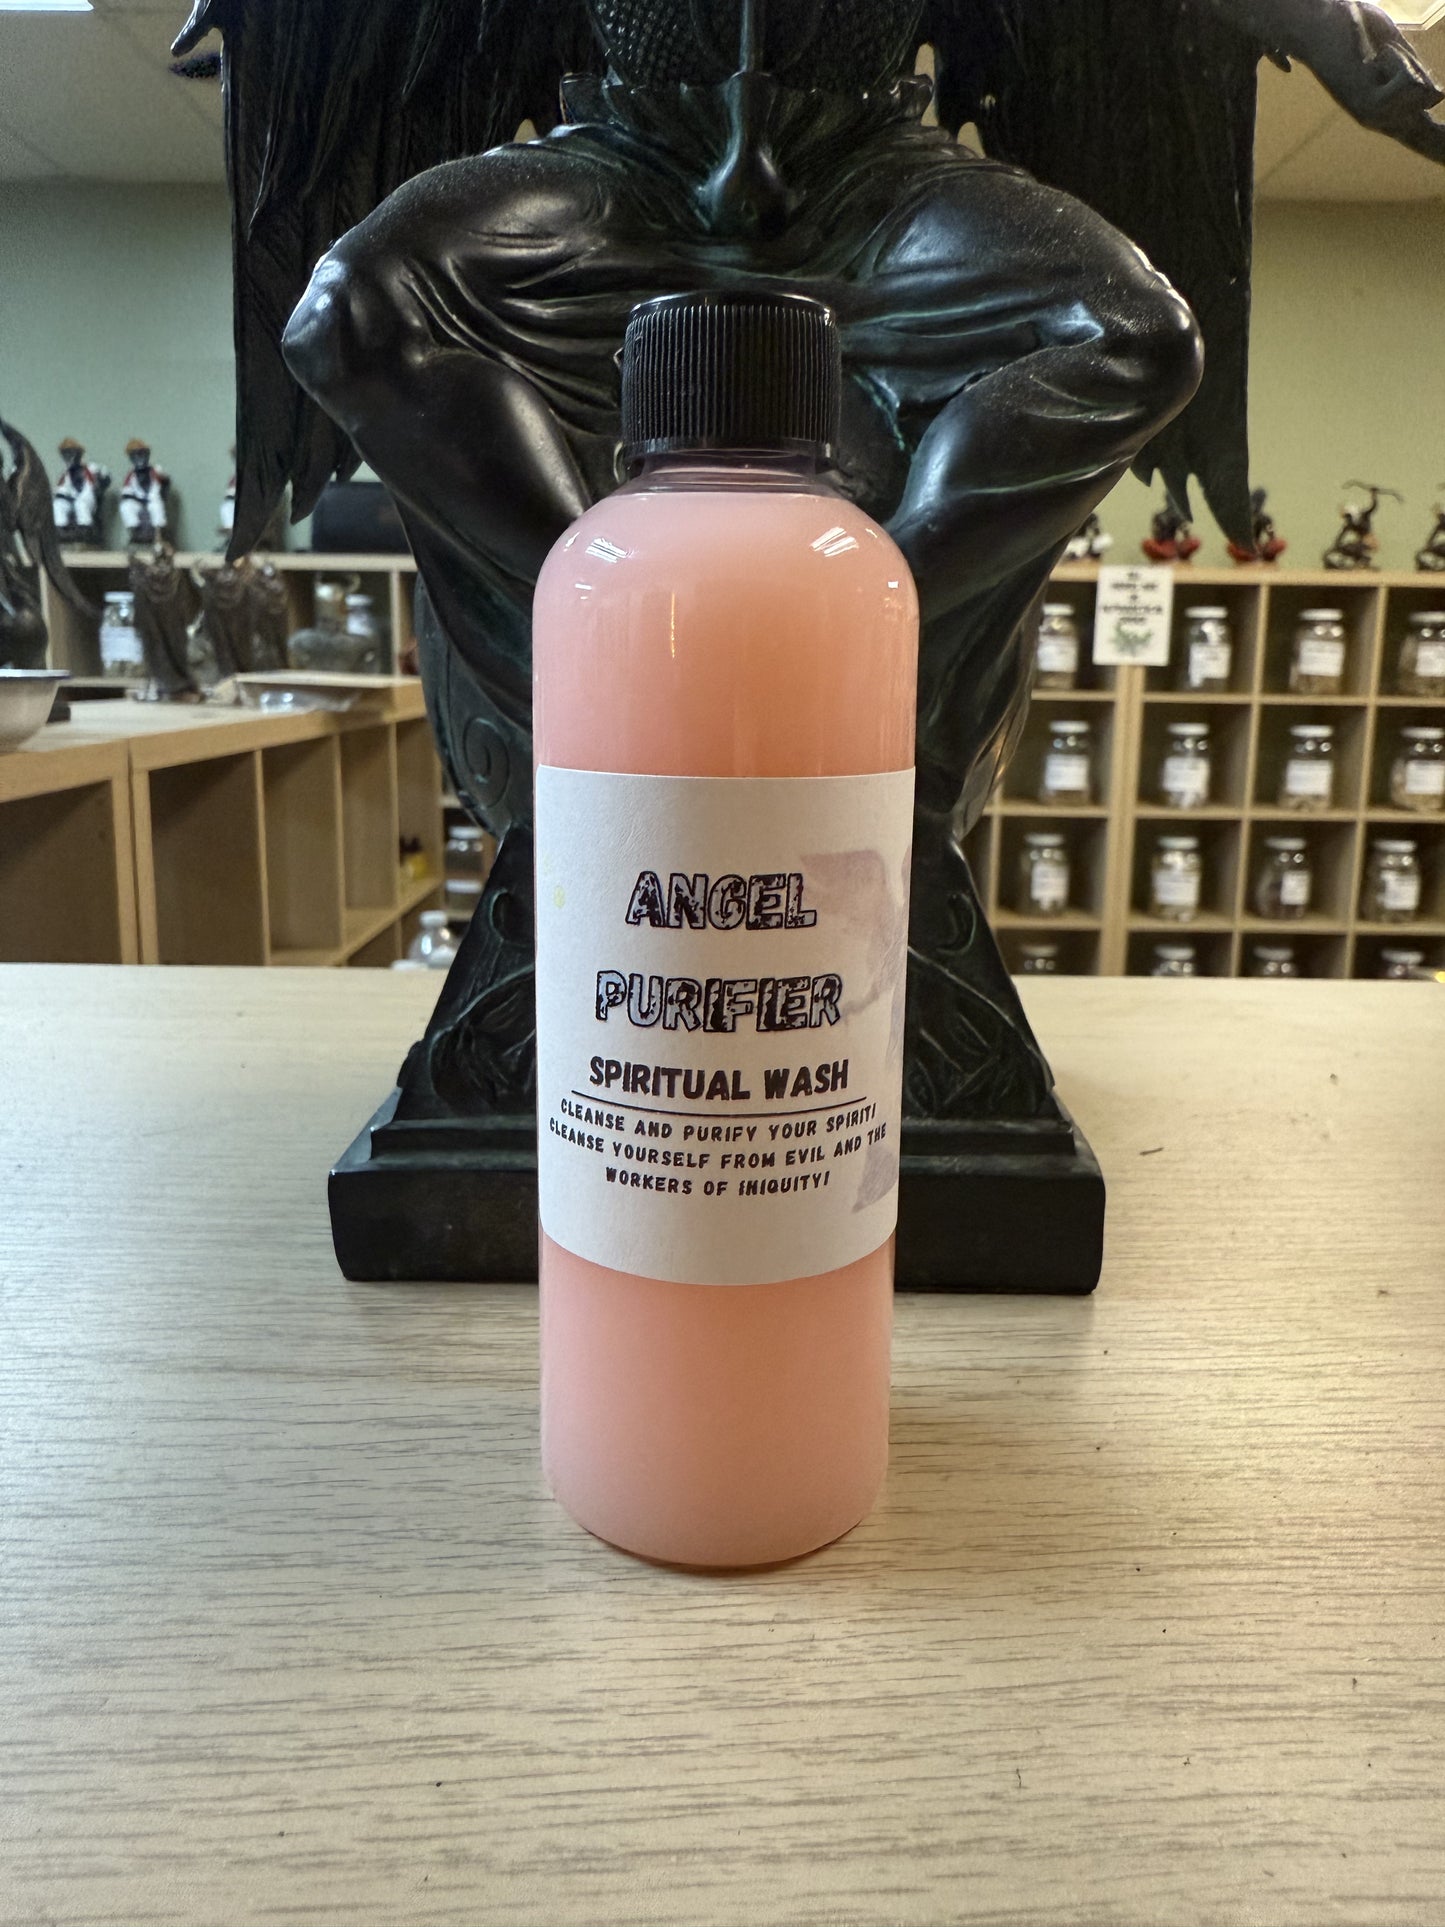 ANGEL
PURIFIER
SPIRITUAL WASH
CLEANSE AND PURIFY YOUR SPIRIT!
CLEANSE YOURSELF FROM EVIL AND THE
WORKERS OF INIQUITY!